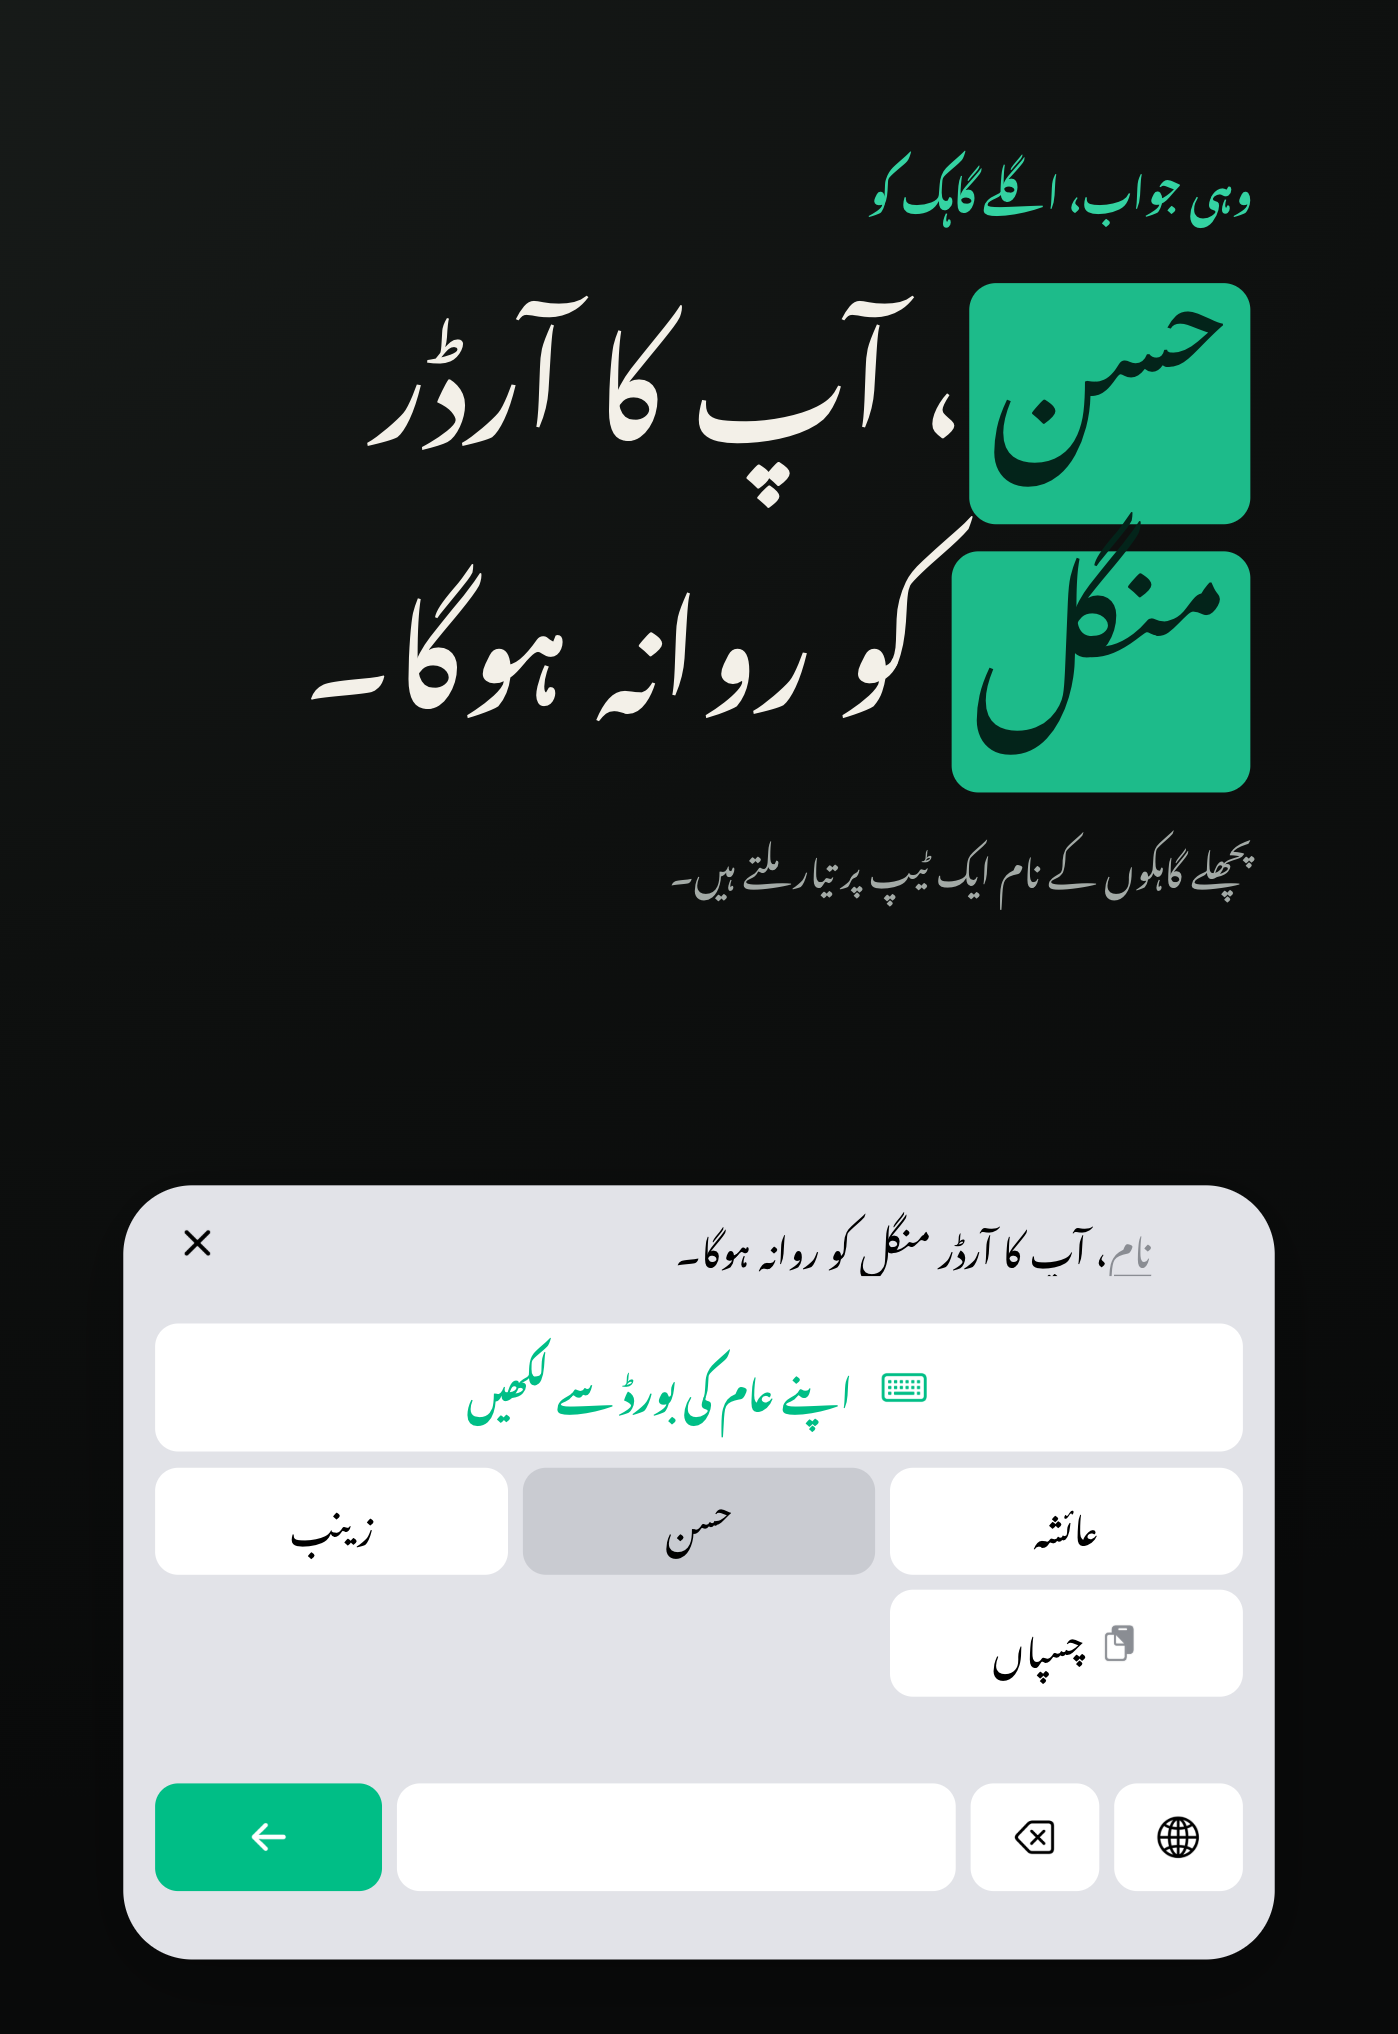 وہی جواب، اگلے گاہک کو
حسن، آپ کا آرڈر
منگل کو روانہ ہوگا۔
پچھلے گاہکوں کے نام ایک ٹیپ پر تیار ملتے ہیں۔
نام، آپ کا آرڈر منگل کو روانہ ہوگا۔
اپنے عام کی بورڈ سے لکھیں
عائشہ
حسن
زینب
چسپاں